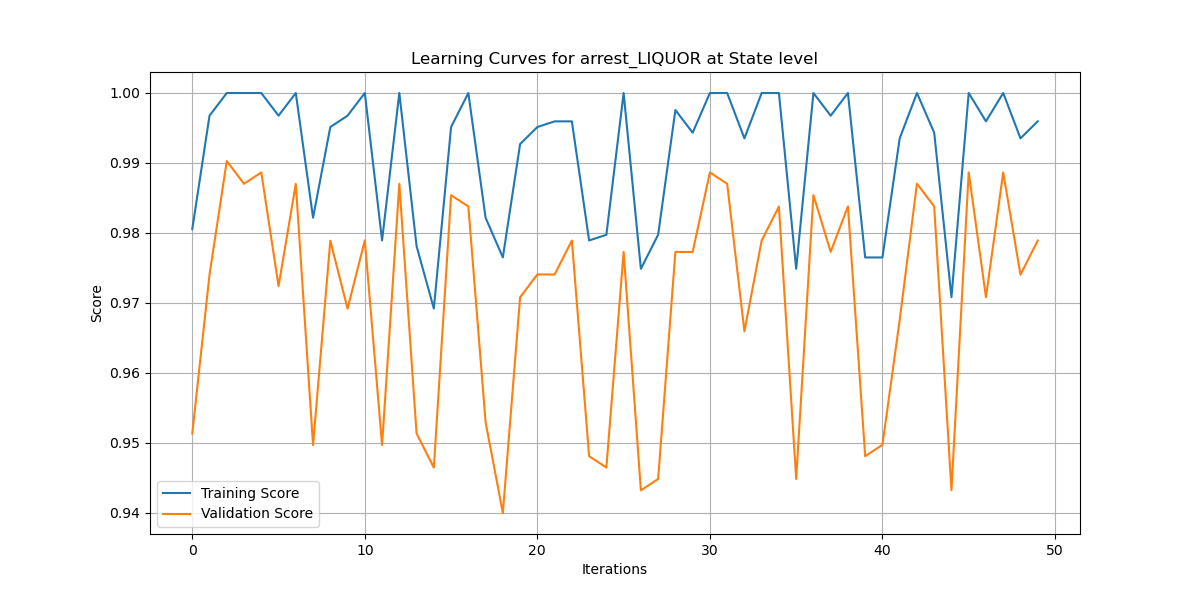 Learning Curves for arrest_LIQUOR at State level
1.00
0.99
0.98
0.97
0.96
0.95
0.94
Score
Training Score
Validation Score
0 10 20 30 40 50
Iterations